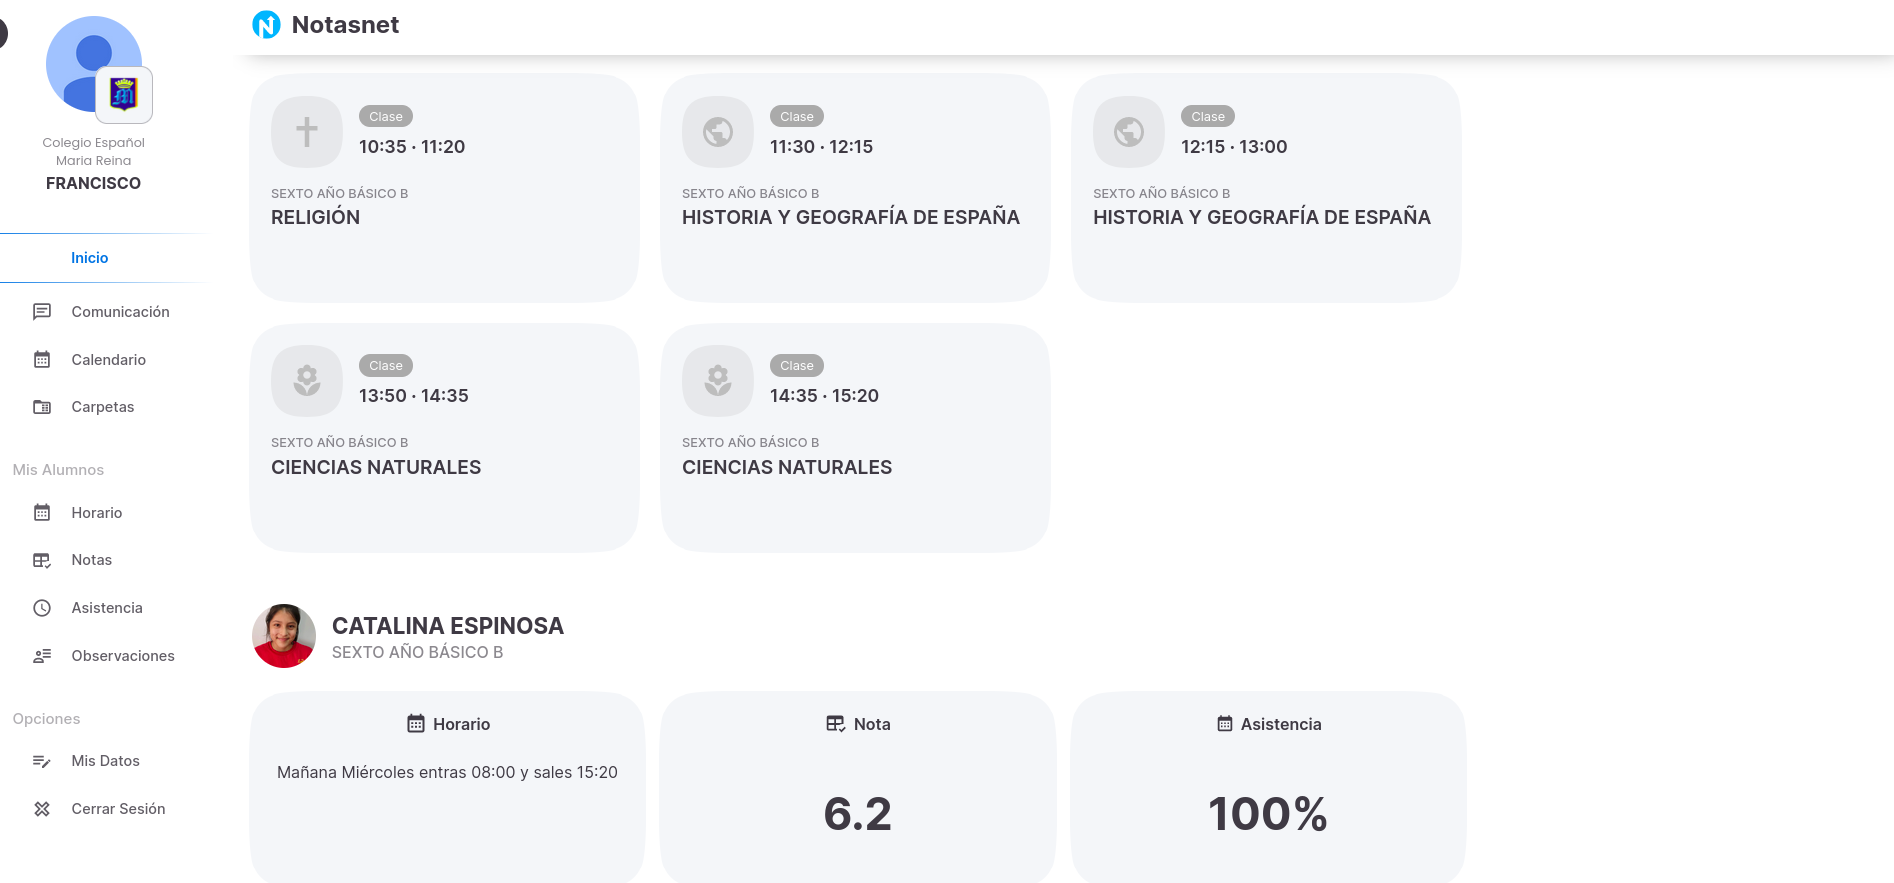 Colegio Español
Maria Reina
FRANCISCO
Inicio
Comunicación
Calendario
Carpetas
Mis Alumnos
Horario
Notas
Asistencia
Observaciones
Opciones
Mis Datos
Cerrar Sesión
Notasnet
Clase
10:35 · 11:20
SEXTO AÑO BÁSICO B
RELIGIÓN
Clase
11:30 · 12:15
SEXTO AÑO BÁSICO B
HISTORIA Y GEOGRAFÍA DE ESPAÑA
Clase
12:15 · 13:00
SEXTO AÑO BÁSICO B
HISTORIA Y GEOGRAFÍA DE ESPAÑA
Clase
13:50 · 14:35
SEXTO AÑO BÁSICO B
CIENCIAS NATURALES
Clase
14:35 · 15:20
SEXTO AÑO BÁSICO B
CIENCIAS NATURALES
CATALINA ESPINOSA
SEXTO AÑO BÁSICO B
Horario
Mañana Miércoles entras 08:00 y sales 15:20
Nota
6.2
Asistencia
100%